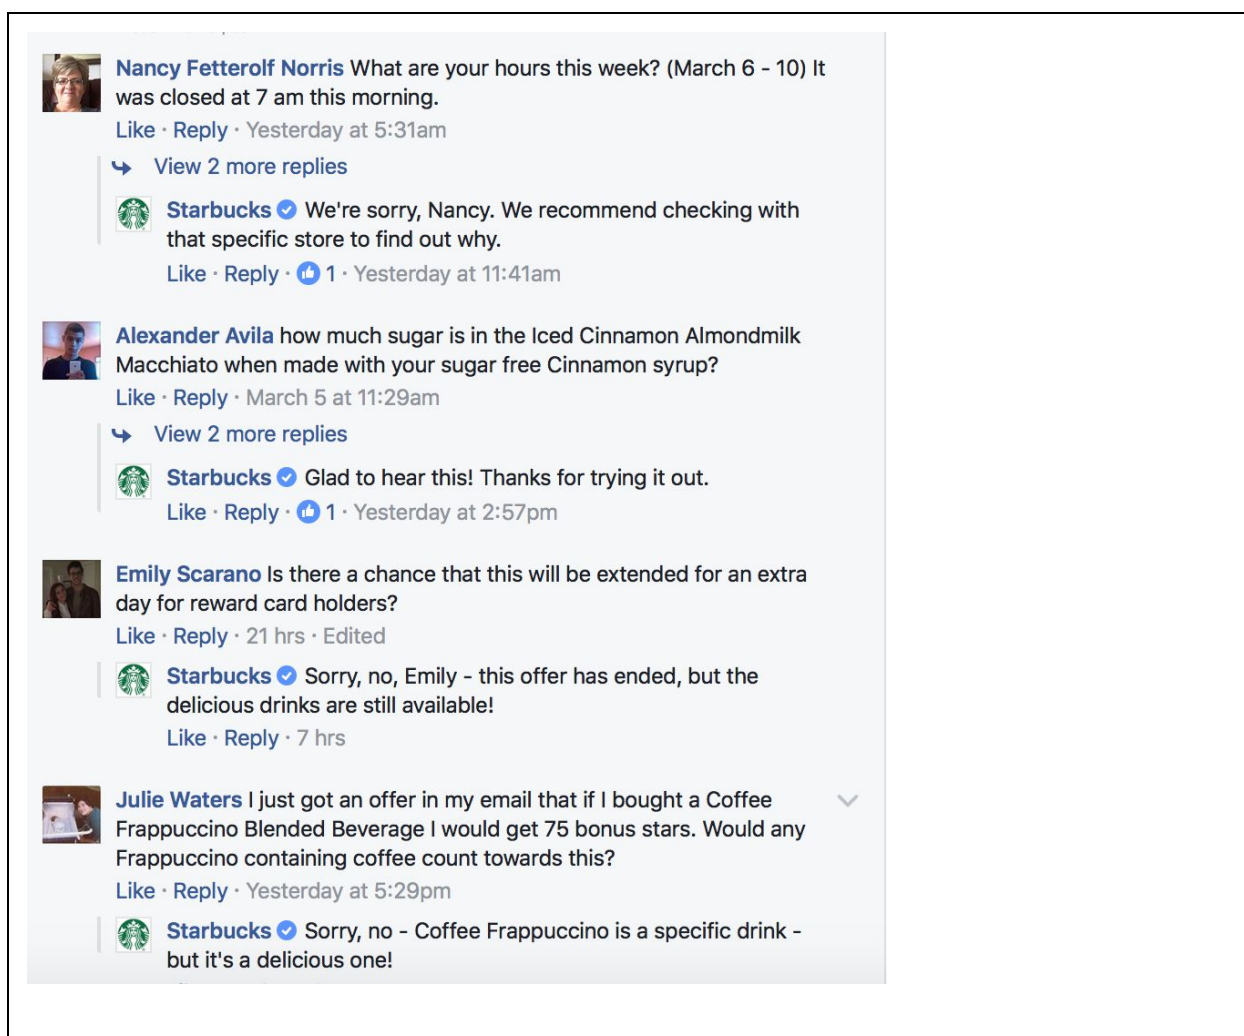 Nancy Fetterolf Norris What are your hours this week? (March 6 - 10) It
was closed at 7 am this morning.
Like · Reply · Yesterday at 5:31am
View 2 more replies
Starbucks We're sorry, Nancy. We recommend checking with
that specific store to find out why.
Like · Reply · 1 · Yesterday at 11:41am
Alexander Avila how much sugar is in the Iced Cinnamon Almondmilk
Macchiato when made with your sugar free Cinnamon syrup?
Like · Reply · March 5 at 11:29am
View 2 more replies
Starbucks Glad to hear this! Thanks for trying it out.
Like · Reply · 1 · Yesterday at 2:57pm
Emily Scarano Is there a chance that this will be extended for an extra
day for reward card holders?
Like · Reply · 21 hrs · Edited
Starbucks Sorry, no, Emily - this offer has ended, but the
delicious drinks are still available!
Like · Reply · 7 hrs
Julie Waters I just got an offer in my email that if I bought a Coffee
Frappuccino Blended Beverage I would get 75 bonus stars. Would any
Frappuccino containing coffee count towards this?
Like · Reply · Yesterday at 5:29pm
Starbucks Sorry, no - Coffee Frappuccino is a specific drink -
but it's a delicious one!